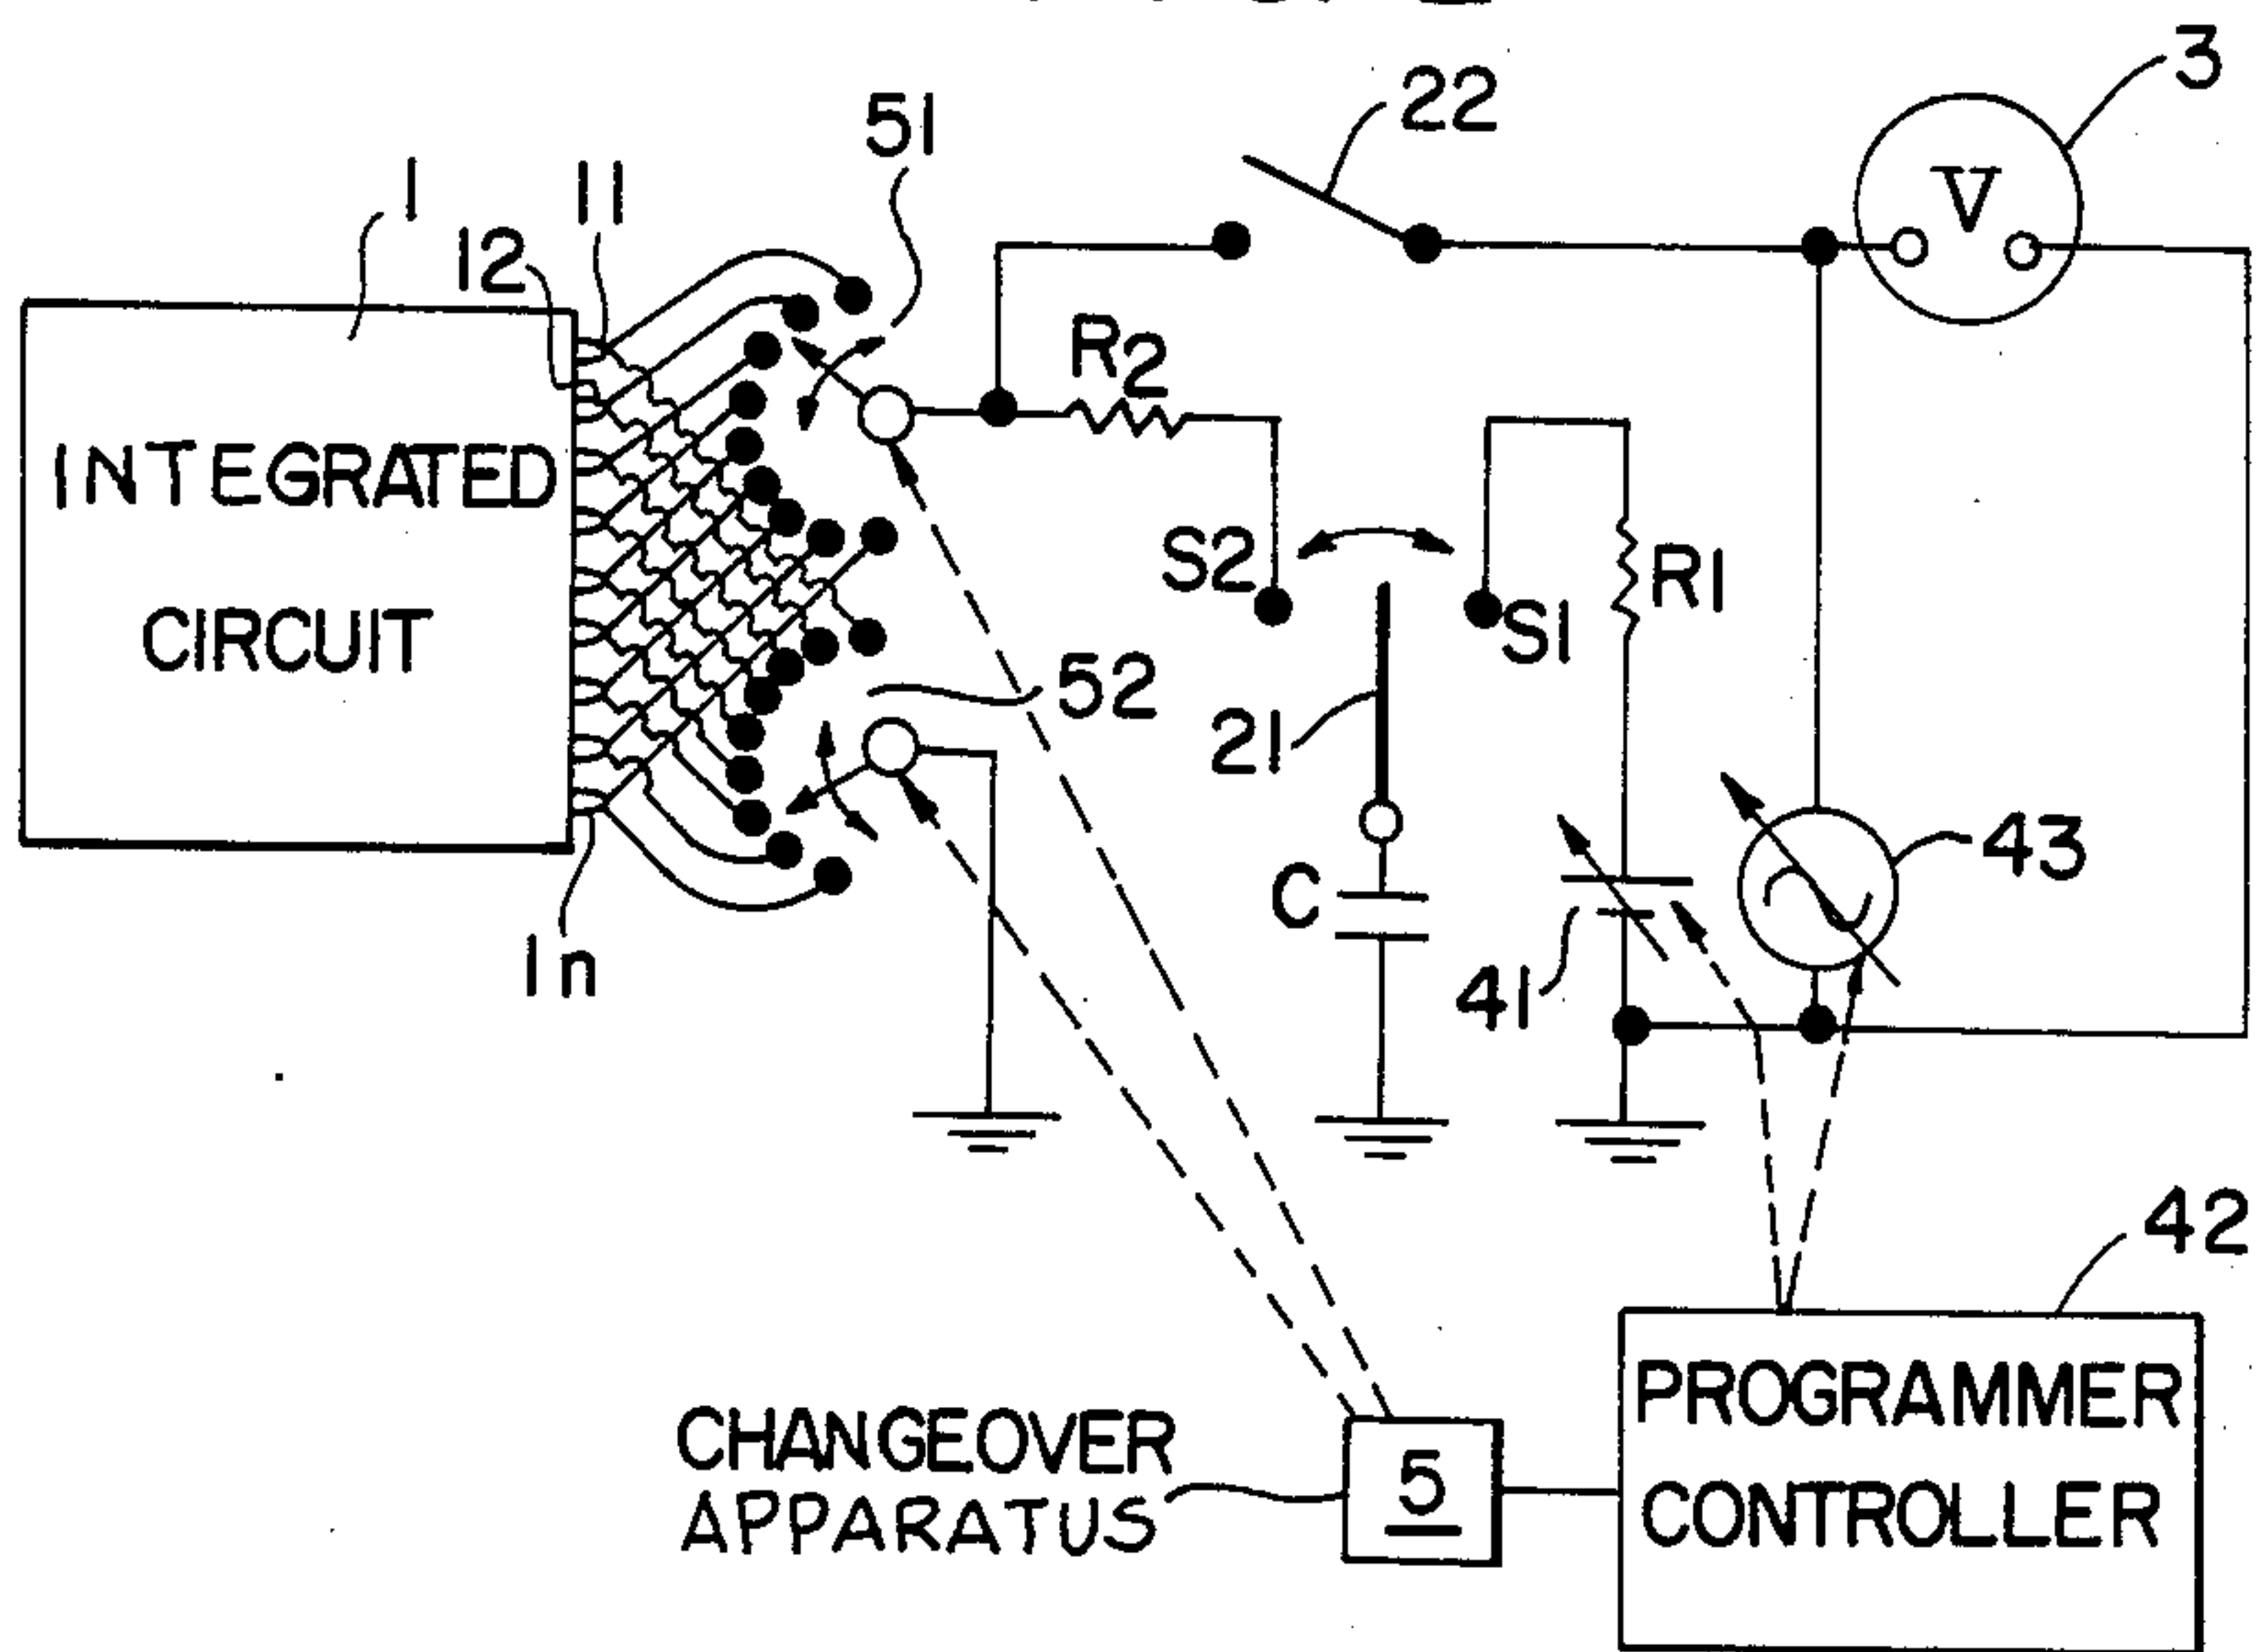 3
22
51
V
1
11
12
R2
INTEGRATED
CIRCUIT
S2
S1
R1
52
21
43
C
41
1n
42
PROGRAMMER
CONTROLLER
CHANGEOVER
APPARATUS
5